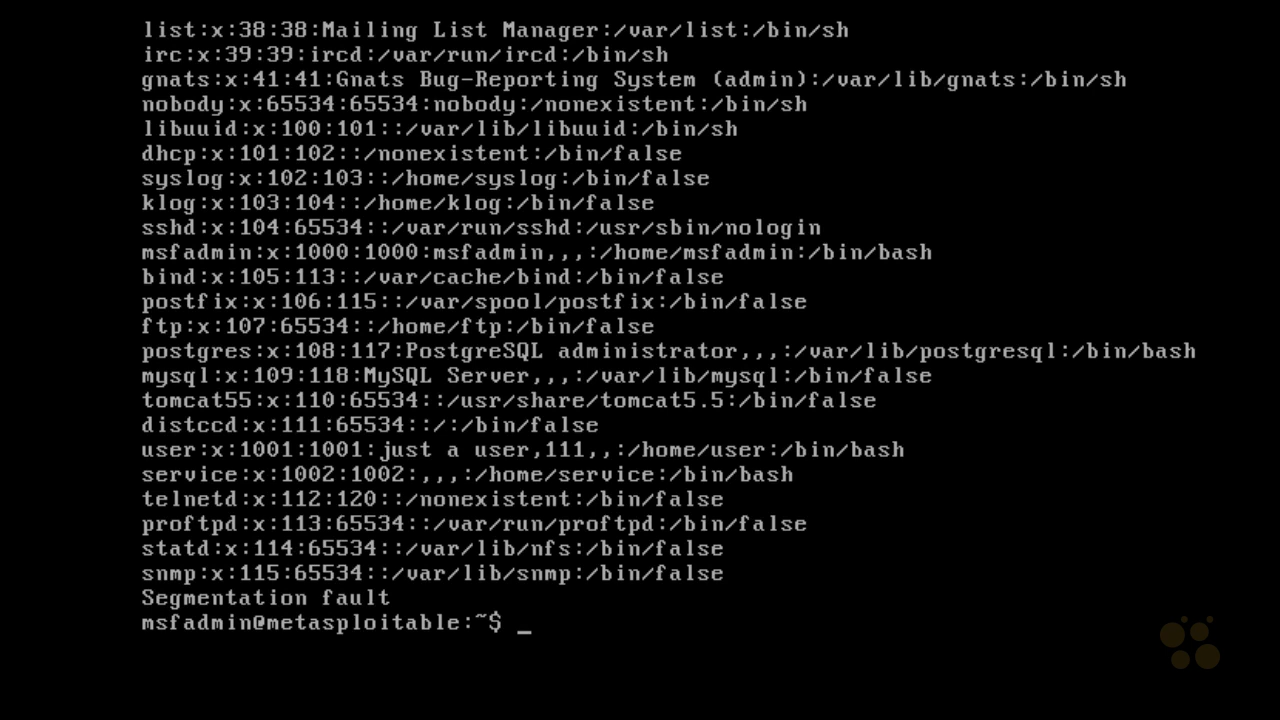 list:x:38:38:Mailing List Manager:/var/list:/bin/sh
irc:x:39:39:ircd:/var/run/ircd:/bin/sh
gnats:x:41:41:Gnats Bug-Reporting System (admin):/var/lib/gnats:/bin/sh
nobody:x:65534:65534:nobody:/nonexistent:/bin/sh
libuuid:x:100:101::/var/lib/libuuid:/bin/sh
dhcp:x:101:102::/nonexistent:/bin/false
syslog:x:102:103::/home/syslog:/bin/false
klog:x:103:104::/home/klog:/bin/false
sshd:x:104:65534::/var/run/sshd:/usr/sbin/nologin
msfadmin:x:1000:1000:msfadmin,,,:/home/msfadmin:/bin/bash
bind:x:105:113::/var/cache/bind:/bin/false
postfix:x:106:115::/var/spool/postfix:/bin/false
ftp:x:107:65534::/home/ftp:/bin/false
postgres:x:108:117:PostgreSQL administrator,,,:/var/lib/postgresql:/bin/bash
mysql:x:109:118:MySQL Server,,,:/var/lib/mysql:/bin/false
tomcat55:x:110:65534::/usr/share/tomcat5.5:/bin/false
distccd:x:111:65534::/:/bin/false
user:x:1001:1001:just a user,111,,:/home/user:/bin/bash
service:x:1002:1002:,,,:/home/service:/bin/bash
telnetd:x:112:120::/nonexistent:/bin/false
proftpd:x:113:65534::/var/run/proftpd:/bin/false
statd:x:114:65534::/var/lib/nfs:/bin/false
snmp:x:115:65534::/var/lib/snmp:/bin/false
Segmentation fault
msfadmin@metasploitable:~$ _